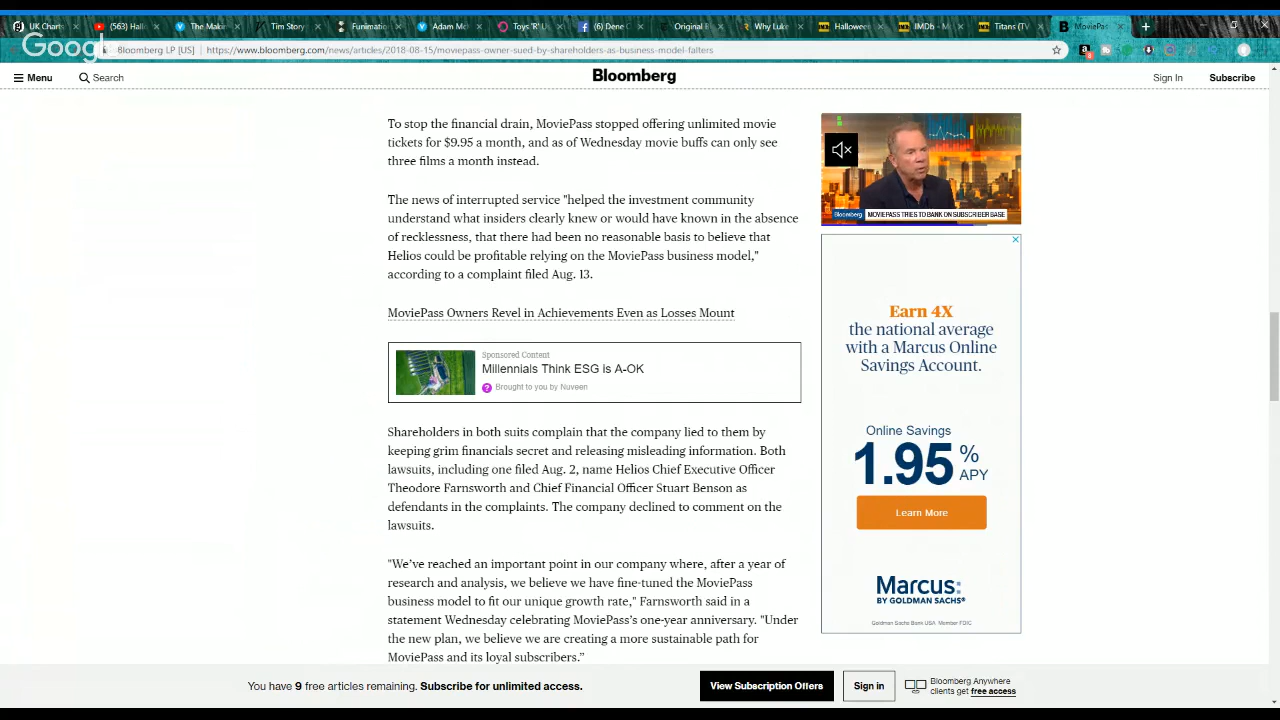 UK Chart
(563) Hall
The Maki
Tim Story
Funimatio
Adam M
Toys 'R' U
(6) Dene C
Original
Why Luke
Halloween
IMDb - M
Titans (TV
MoviePas
Googl
Bloomberg LP [US] https://www.bloomberg.com/news/articles/2018-08-15/moviepass-owner-sued-by-shareholders-as-business-model-falters
Menu Search Bloomberg Sign In Subscribe
To stop the financial drain, MoviePass stopped offering unlimited movie
tickets for $9.95 a month, and as of Wednesday movie buffs can only see
three films a month instead.
The news of interrupted service "helped the investment community
understand what insiders clearly knew or would have known in the absence
of recklessness, that there had been no reasonable basis to believe that
Helios could be profitable relying on the MoviePass business model,"
according to a complaint filed Aug. 13.
MoviePass Owners Revel in Achievements Even as Losses Mount
Sponsored Content
Millennials Think ESG is A-OK
? Brought to you by Nuveen
Shareholders in both suits complain that the company lied to them by
keeping grim financials secret and releasing misleading information. Both
lawsuits, including one filed Aug. 2, name Helios Chief Executive Officer
Theodore Farnsworth and Chief Financial Officer Stuart Benson as
defendants in the complaints. The company declined to comment on the
lawsuits.
"We've reached an important point in our company where, after a year of
research and analysis, we believe we have fine-tuned the MoviePass
business model to fit our unique growth rate," Farnsworth said in a
statement Wednesday celebrating MoviePass's one-year anniversary. "Under
the new plan, we believe we are creating a more sustainable path for
MoviePass and its loyal subscribers."
Bloomberg MOVIEPASS TRIES TO BANK ON SUBSCRIBER BASE
Earn 4X
the national average
with a Marcus Online
Savings Account.
Online Savings
1.95 % APY
Learn More
Marcus:
BY GOLDMAN SACHS®
Goldman Sachs Bank USA Member FDIC
You have 9 free articles remaining. Subscribe for unlimited access.
View Subscription Offers
Sign in
Bloomberg Anywhere
clients get free access